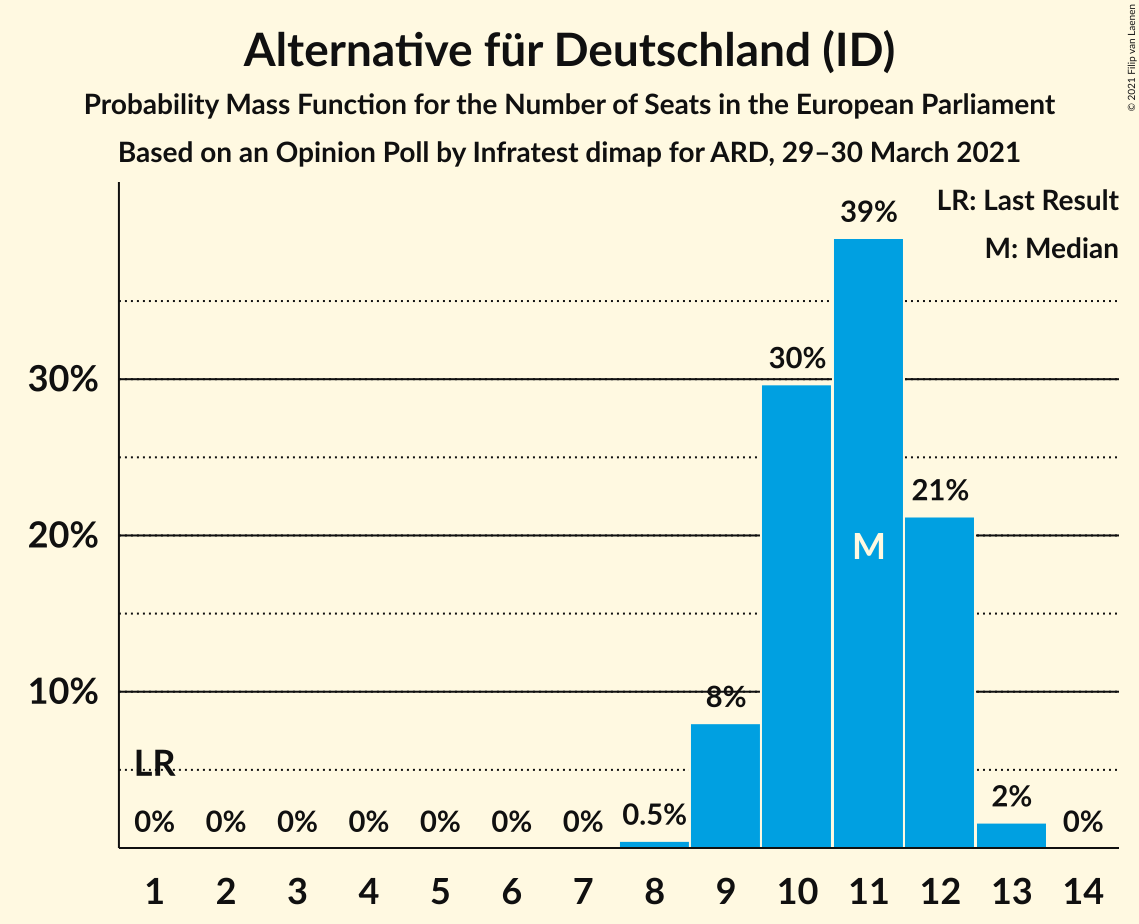 Alternative für Deutschland (ID)
Probability Mass Function for the Number of Seats in the European Parliament
Based on an Opinion Poll by Infratest dimap for ARD, 29–30 March 2021
© 2021 Filip van Laenen
LR: Last Result
M: Median
39%
30%
30%
21%
20%
M
10%
8%
LR
0% 0% 0% 0% 0% 0% 0% 0.5% 2% 0%
1 2 3 4 5 6 7 8 9 10 11 12 13 14